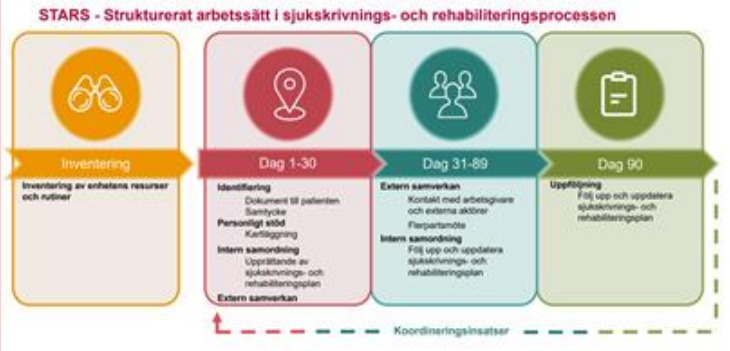 STARS - Strukturerat arbetssätt i sjukskrivnings- och rehabiliteringsprocessen
Inventering
Inventering av enhetens resurser
och rutiner
Dag 1-30
Identifiering
Dokument till patienten
Samtycke
Personligt stöd
Kartläggning
Intern samordning
Upprättande av
sjukskrivnings- och
rehabiliteringsplan
Extern samverkan
Dag 31-89
Extern samverkan
Kontakt med arbetsgivare
och externa aktörer
Flerpartsmöte
Intern samordning
Följ upp och uppdatera
sjukskrivnings- och
rehabiliteringsplan
Dag 90
Uppföljning
Följ upp och uppdatera
sjukskrivnings- och
rehabiliteringsplan
Koordineringsinsatser